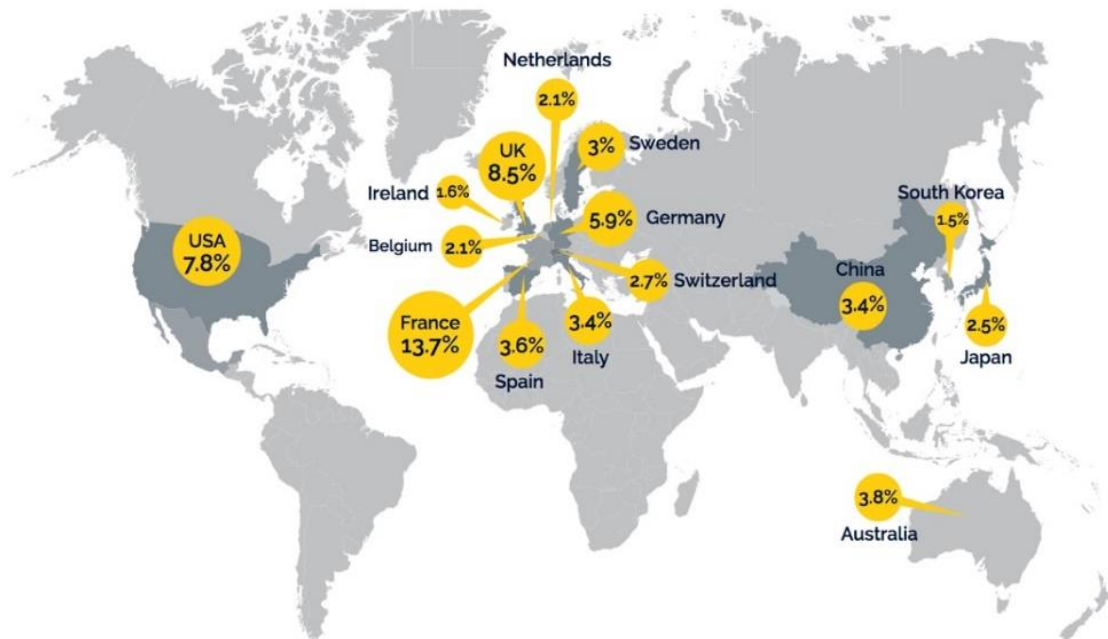 Netherlands
2.1%
3%
Sweden
UK
8.5%
Ireland
1.6%
South Korea
1.5%
5.9%
Germany
USA
7.8%
Belgium
2.1%
2.7%
Switzerland
China
3.4%
France
13.7%
3.6%
Spain
3.4%
Italy
2.5%
Japan
3.8%
Australia